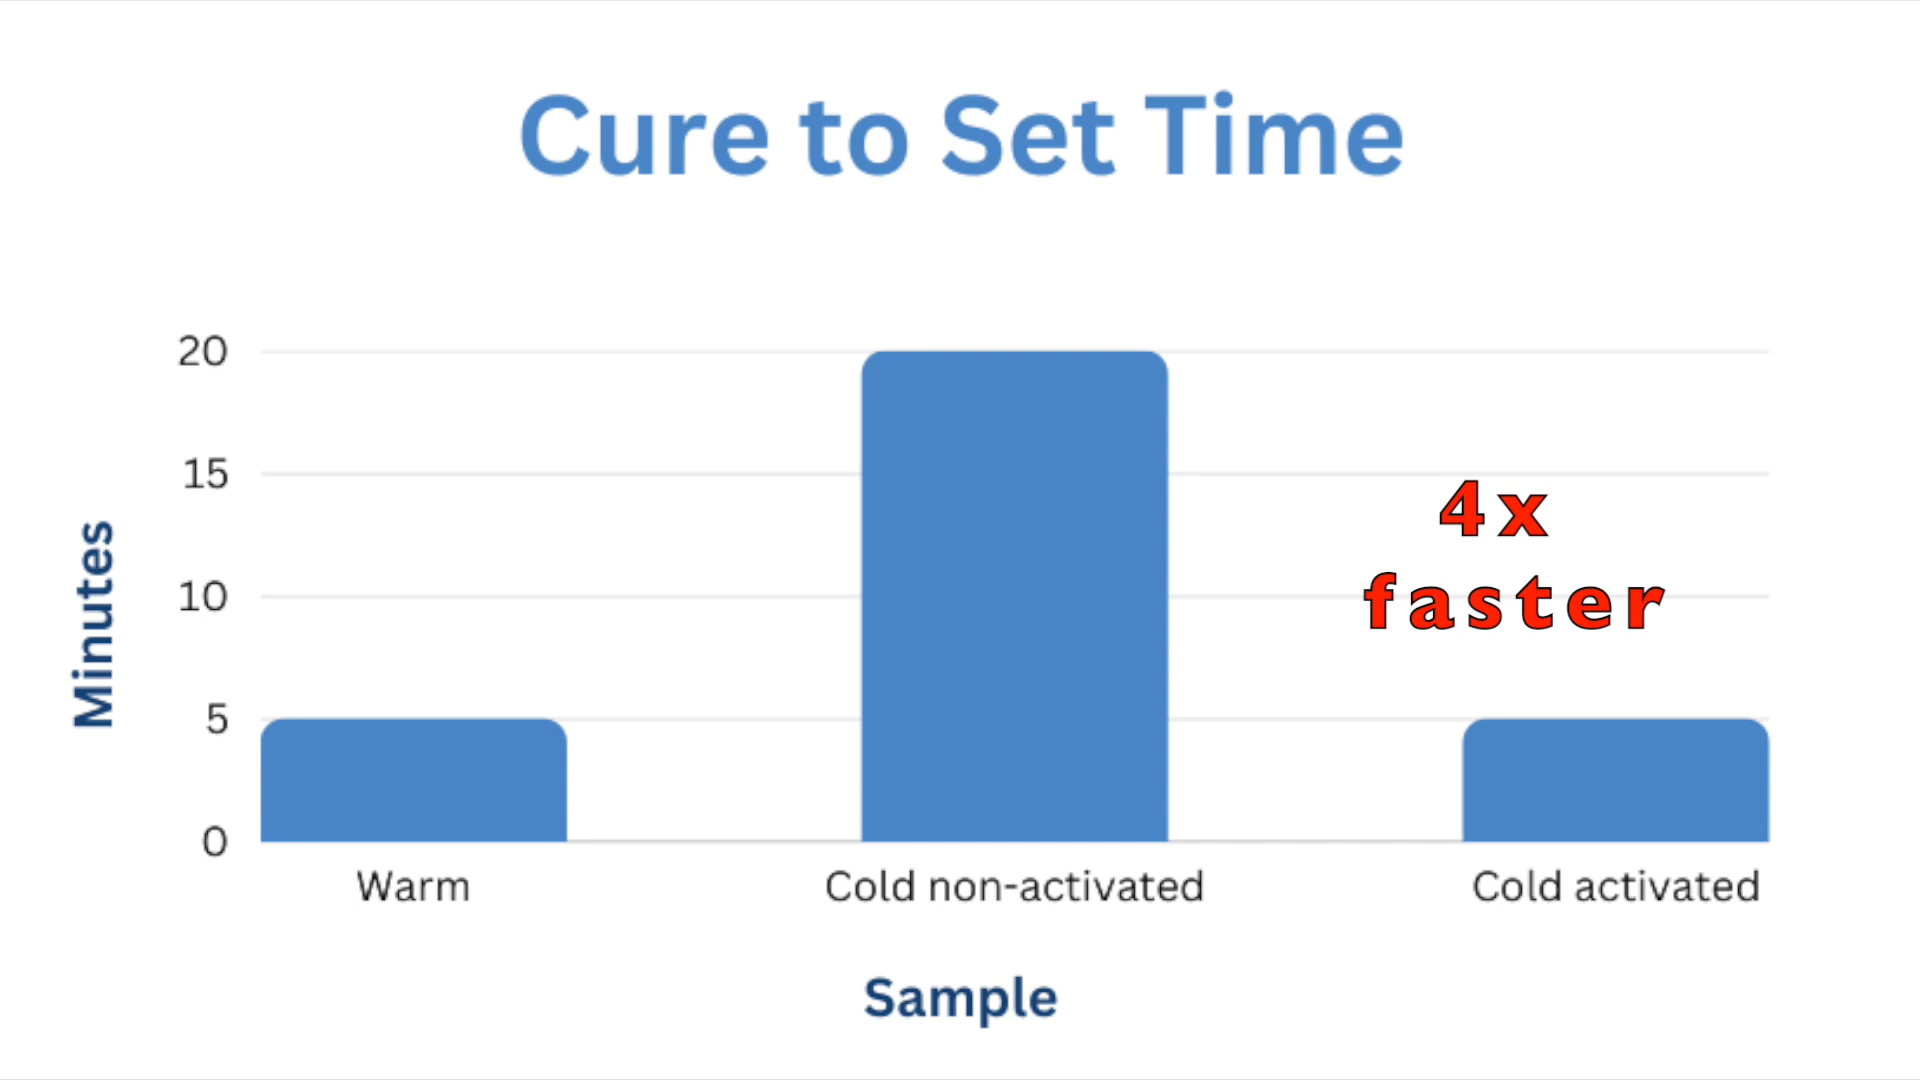 Cure to Set Time
20
15
10
5
0
Minutes
4x
faster
Warm
Cold non-activated
Cold activated
Sample